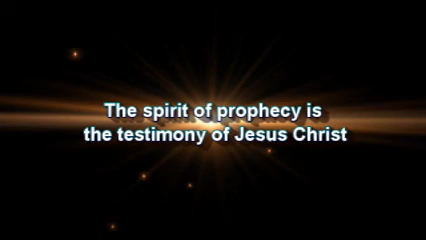 The spirit of prophecy is
the testimony of Jesus Christ